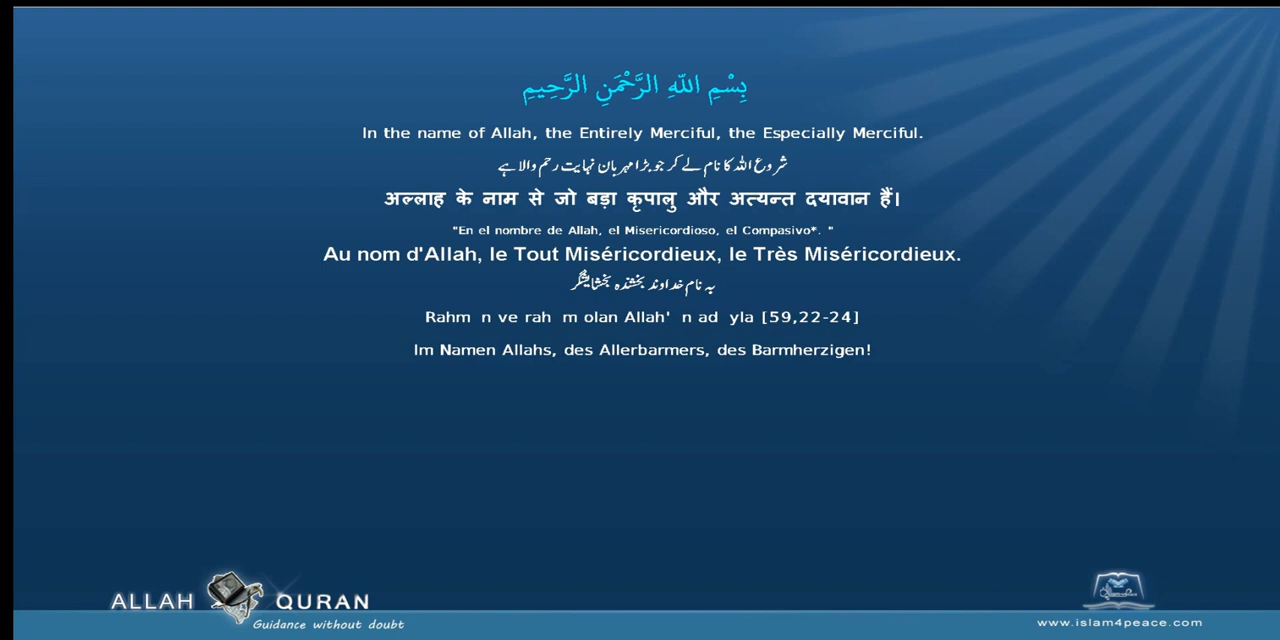 بِسْمِ اللّهِ الرَّحْمَنِ الرَّحِيمِ
In the name of Allah, the Entirely Merciful, the Especially Merciful.
شروع الله کا نام لے کر جو بڑا مہربان نہایت رحم والا ہے
अल्लाह के नाम से जो बड़ा कृपालु और अत्यन्त दयावान हैं।
"En el nombre de Allah, el Misericordioso, el Compasivo*. "
Au nom d'Allah, le Tout Miséricordieux, le Très Miséricordieux.
به نام خداوند بخشنده بخشایشگر
Rahm n ve rah m olan Allah' n ad yla [59,22-24]
Im Namen Allahs, des Allerbarmers, des Barmherzigen!
ALLAH QURAN
Guidance without doubt
www.islam4peace.com